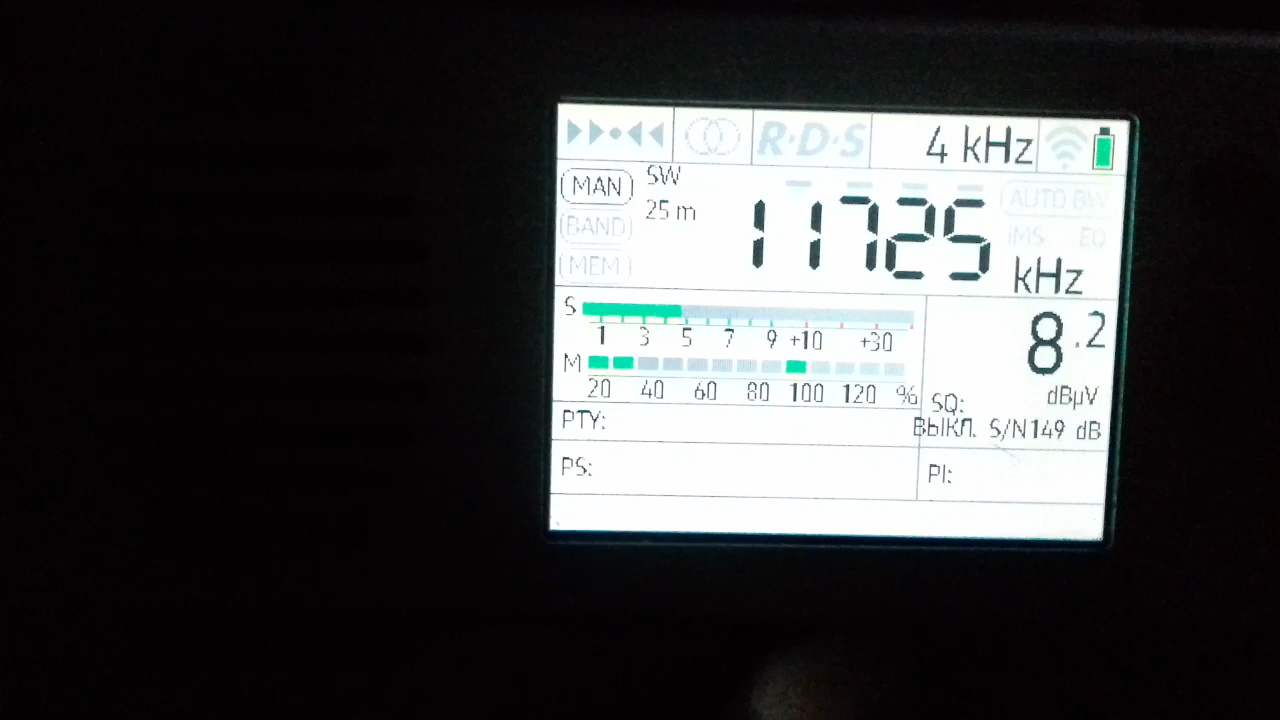 R·D·S 4 kHz
MAN SW AUTO BW
25 m 11725
BAND iMS EQ
MEM kHz
S 8.2
1 3 5 7 9 +10 +30
M
20 40 60 80 100 120 % dBµV
SQ:
PTY: ВЫКЛ. S/N149 dB
PS: PI: